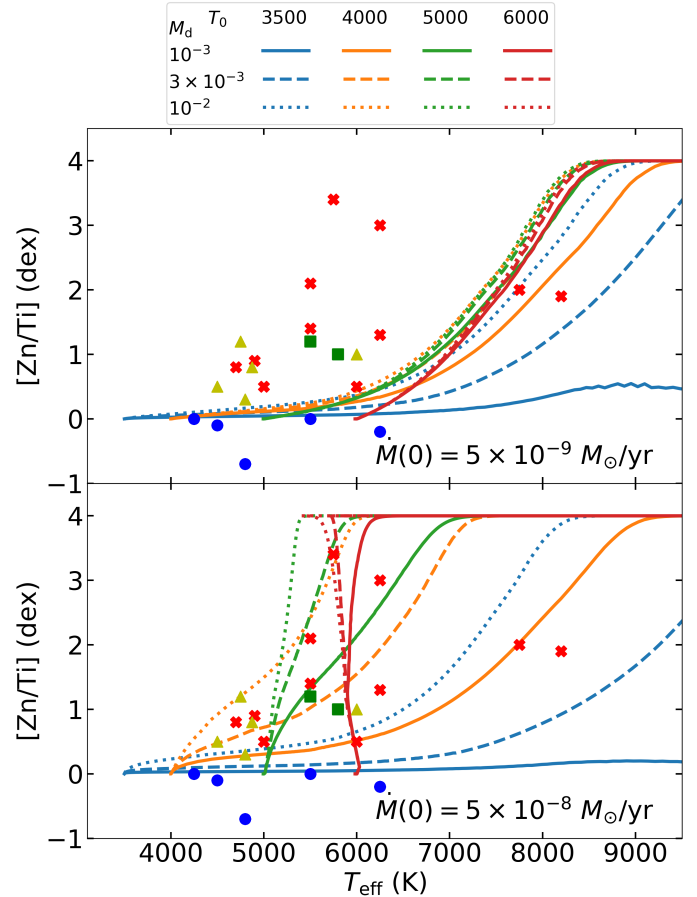 M_d T_0 3500 4000 5000 6000
10^{-3}
3 × 10^{-3}
10^{-2}
4
3
2
1
0
−1
[Zn/Ti] (dex)
Ṁ(0) = 5 × 10^{-9} M_⊙/yr
4
3
2
1
0
−1
[Zn/Ti] (dex)
Ṁ(0) = 5 × 10^{-8} M_⊙/yr
4000 5000 6000 7000 8000 9000
T_eff (K)